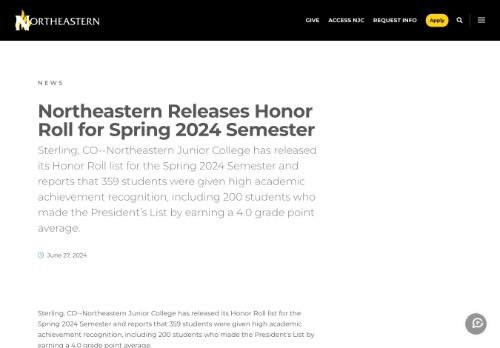 NORTHEASTERN
GIVE ACCESS NJC REQUEST INFO Apply
NEWS
Northeastern Releases Honor
Roll for Spring 2024 Semester
Sterling, CO--Northeastern Junior College has released
its Honor Roll list for the Spring 2024 Semester and
reports that 359 students were given high academic
achievement recognition, including 200 students who
made the President's List by earning a 4.0 grade point
average.
June 27, 2024
Sterling, CO--Northeastern Junior College has released its Honor Roll list for the
Spring 2024 Semester and reports that 359 students were given high academic
achievement recognition, including 200 students who made the President's List by
earning a 4.0 grade point average.